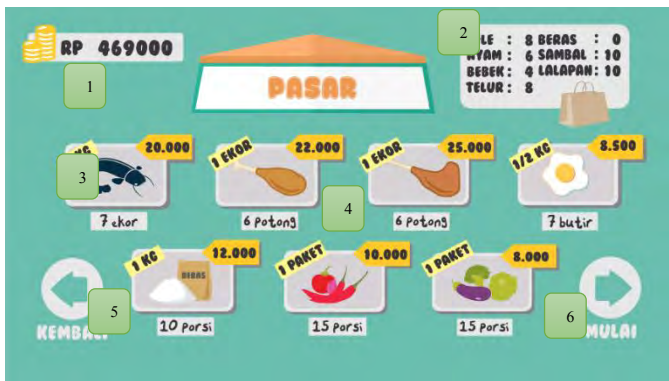 RP 469000
1
2
LE : 8 BERAS : 0
AYAM : 6 SAMBAL : 10
BEBEK : 4 LALAPAN : 10
TELUR : 8
PASAR
3
KG 20.000
1 EKOR 22.000
1 EKOR 25.000
1/2 KG 8.500
7 ekor
6 potong
4
6 potong
7 butir
1 KG 12.000
1 PAKET 10.000
1 PAKET 8.000
BERAS
5
6
KEMBALI
10 porsi
15 porsi
15 porsi
MULAI